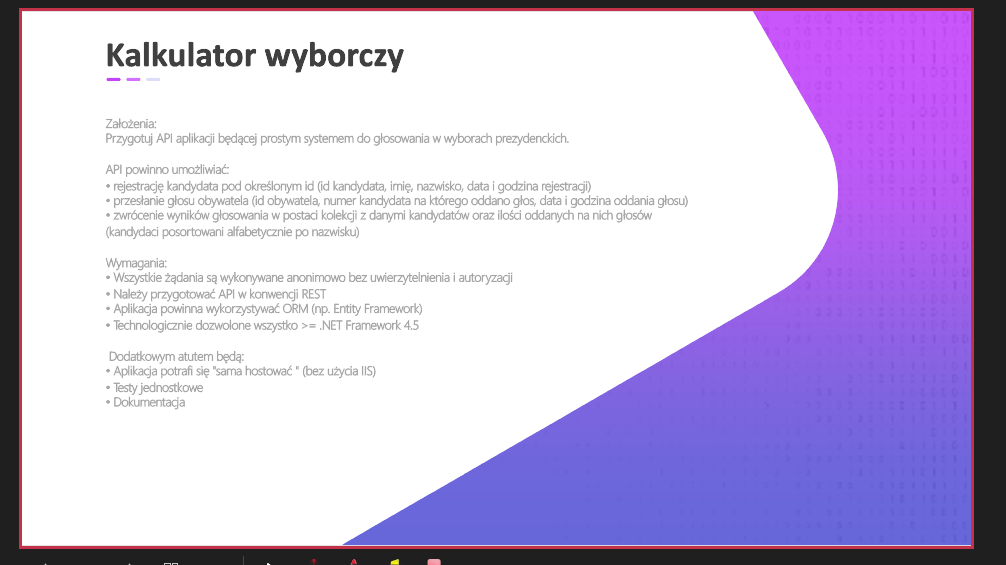 Kalkulator wyborczy
Założenia:
Przygotuj API aplikacji będącej prostym systemem do głosowania w wyborach prezydenckich.
API powinno umożliwiać:
• rejestrację kandydata pod określonym id (id kandydata, imię, nazwisko, data i godzina rejestracji)
• przesłanie głosu obywatela (id obywatela, numer kandydata na którego oddano głos, data i godzina oddania głosu)
• zwrócenie wyników głosowania w postaci kolekcji z danymi kandydatów oraz ilości oddanych na nich głosów
(kandydaci posortowani alfabetycznie po nazwisku)
Wymagania:
• Wszystkie żądania są wykonywane anonimowo bez uwierzytelnienia i autoryzacji
• Należy przygotować API w konwencji REST
• Aplikacja powinna wykorzystywać ORM (np. Entity Framework)
• Technologicznie dozwolone wszystko >= .NET Framework 4.5
Dodatkowym atutem będą:
• Aplikacja potrafi się "sama hostować " (bez użycia IIS)
• Testy jednostkowe
• Dokumentacja